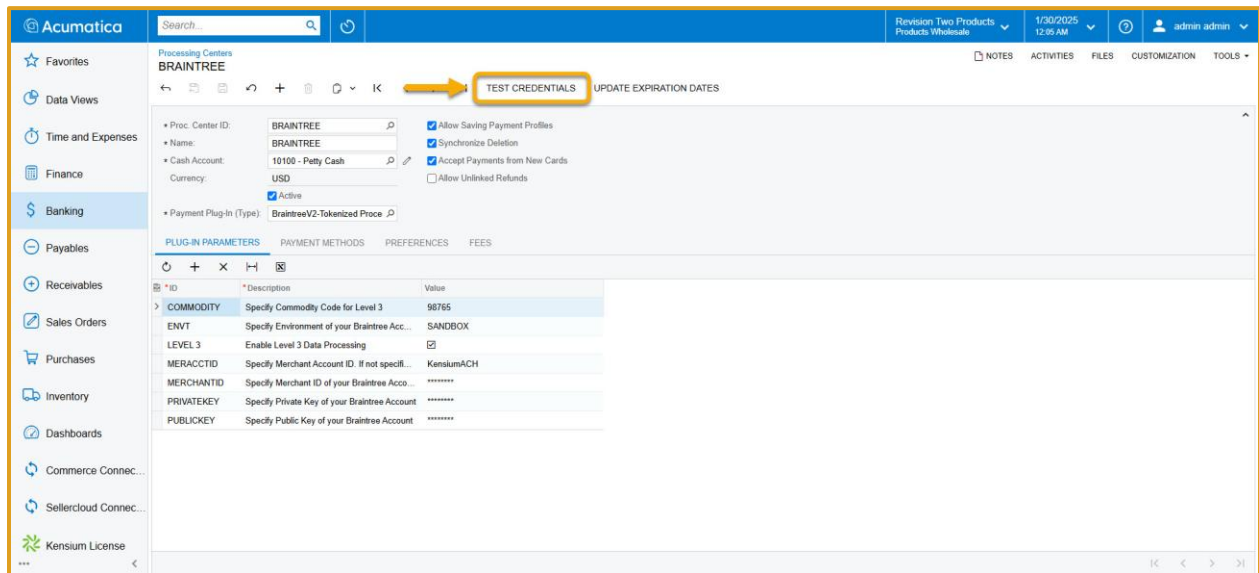 Acumatica
Search...
Revision Two Products
Products Wholesale
1/30/2025
12:05 AM
admin admin
Favorites
Data Views
Time and Expenses
Finance
Banking
Payables
Receivables
Sales Orders
Purchases
Inventory
Dashboards
Commerce Connec...
Sellercloud Connec...
Kensium License
Processing Centers
BRAINTREE
NOTES ACTIVITIES FILES CUSTOMIZATION TOOLS
TEST CREDENTIALS UPDATE EXPIRATION DATES
* Proc. Center ID: BRAINTREE Allow Saving Payment Profiles
* Name: BRAINTREE Synchronize Deletion
* Cash Account: 10100 - Petty Cash Accept Payments from New Cards
Currency: USD Allow Unlinked Refunds
Active
* Payment Plug-In (Type): BraintreeV2-Tokenized Proce
PLUG-IN PARAMETERS PAYMENT METHODS PREFERENCES FEES
* ID * Description Value
COMMODITY Specify Commodity Code for Level 3 98765
ENVT Specify Environment of your Braintree Acc... SANDBOX
LEVEL 3 Enable Level 3 Data Processing
MERACCTID Specify Merchant Account ID. If not specifi... KensiumACH
MERCHANTID Specify Merchant ID of your Braintree Acco... ********
PRIVATEKEY Specify Private Key of your Braintree Account ********
PUBLICKEY Specify Public Key of your Braintree Account ********